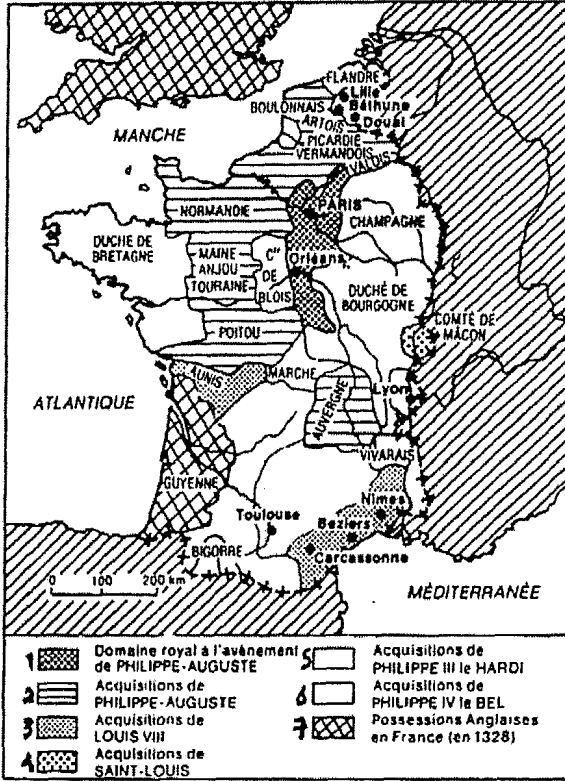 FLANDRE
Lille
BOULONNAIS
Béthune
ARTOIS
Douai
MANCHE
PICARDIE
VERMANDOIS
VALOIS
PARIS
NORMANDIE
CHAMPAGNE
DUCHÉ DE
BRETAGNE
MAINE
ANJOU
TOURAINE
Cté
DE
BLOIS
Orléans
DUCHÉ DE
BOURGOGNE
COMTÉ DE
MÂCON
POITOU
AUNIS
MARCHE
Lyon
ATLANTIQUE
AUVERGNE
VIVARAIS
GUYENNE
Nîmes
Toulouse
Beziers
BIGORRE
Carcassonne
0 100 200 km
MÉDITERRANÉE
1 Domaine royal à l'avènement
de PHILIPPE-AUGUSTE
2 Acquisitions de
PHILIPPE-AUGUSTE
3 Acquisitions de
LOUIS VIII
4 Acquisitions de
SAINT-LOUIS
5 Acquisitions de
PHILIPPE III le HARDI
6 Acquisitions de
PHILIPPE IV le BEL
7 Possessions Anglaises
en France (en 1328)